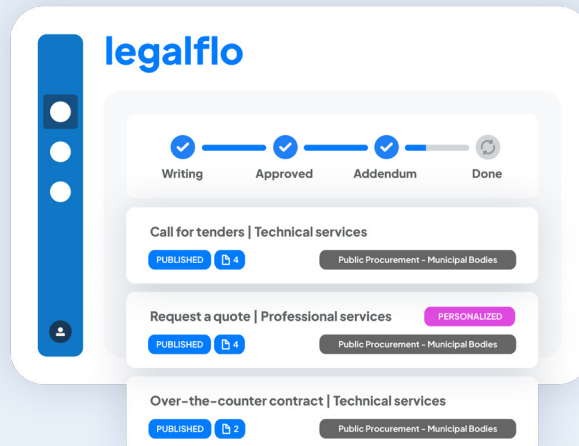 legalflo
Writing Approved Addendum Done
Call for tenders | Technical services
PUBLISHED 4 Public Procurement - Municipal Bodies
Request a quote | Professional services PERSONALIZED
PUBLISHED 4 Public Procurement - Municipal Bodies
Over-the-counter contract | Technical services
PUBLISHED 2 Public Procurement - Municipal Bodies